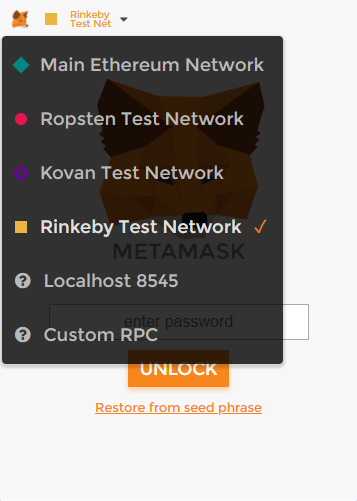 Rinkeby
Test Net
Main Ethereum Network
Ropsten Test Network
Kovan Test Network
Rinkeby Test Network
METAMASK
Localhost 8545
enter password
Custom RPC
UNLOCK
Restore from seed phrase